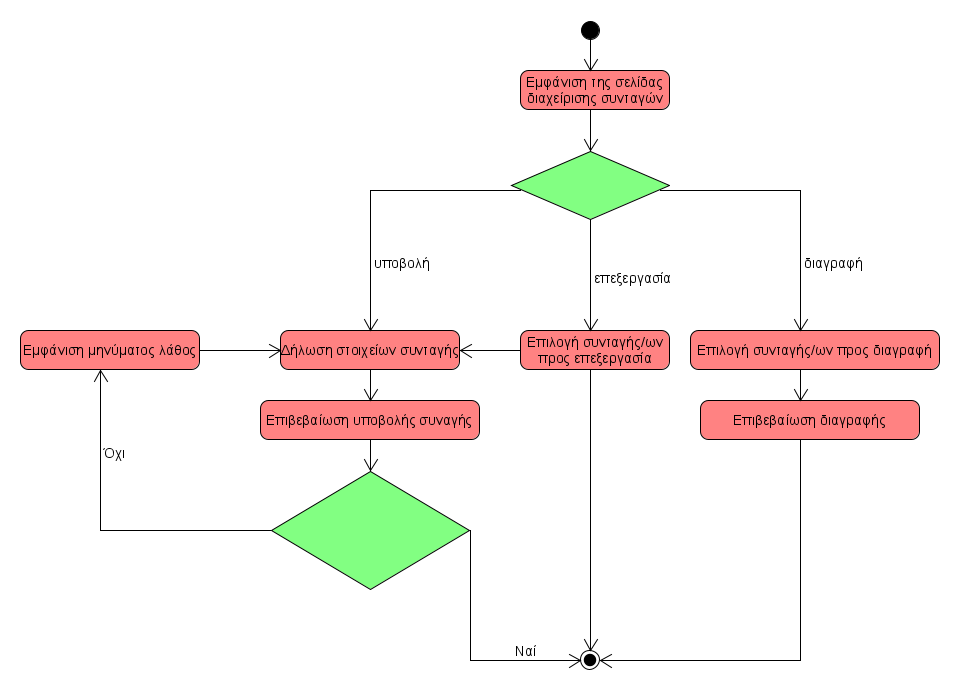 Εμφάνιση της σελίδας
διαχείρισης συνταγών
υποβολή
επεξεργασία
διαγραφή
Εμφάνιση μηνύματος λάθος
Δήλωση στοιχείων συνταγής
Επιλογή συνταγής/ων
προς επεξεργασία
Επιλογή συνταγής/ων προς διαγραφή
Επιβεβαίωση υποβολής συναγής
Επιβεβαίωση διαγραφής
Όχι
Ναί